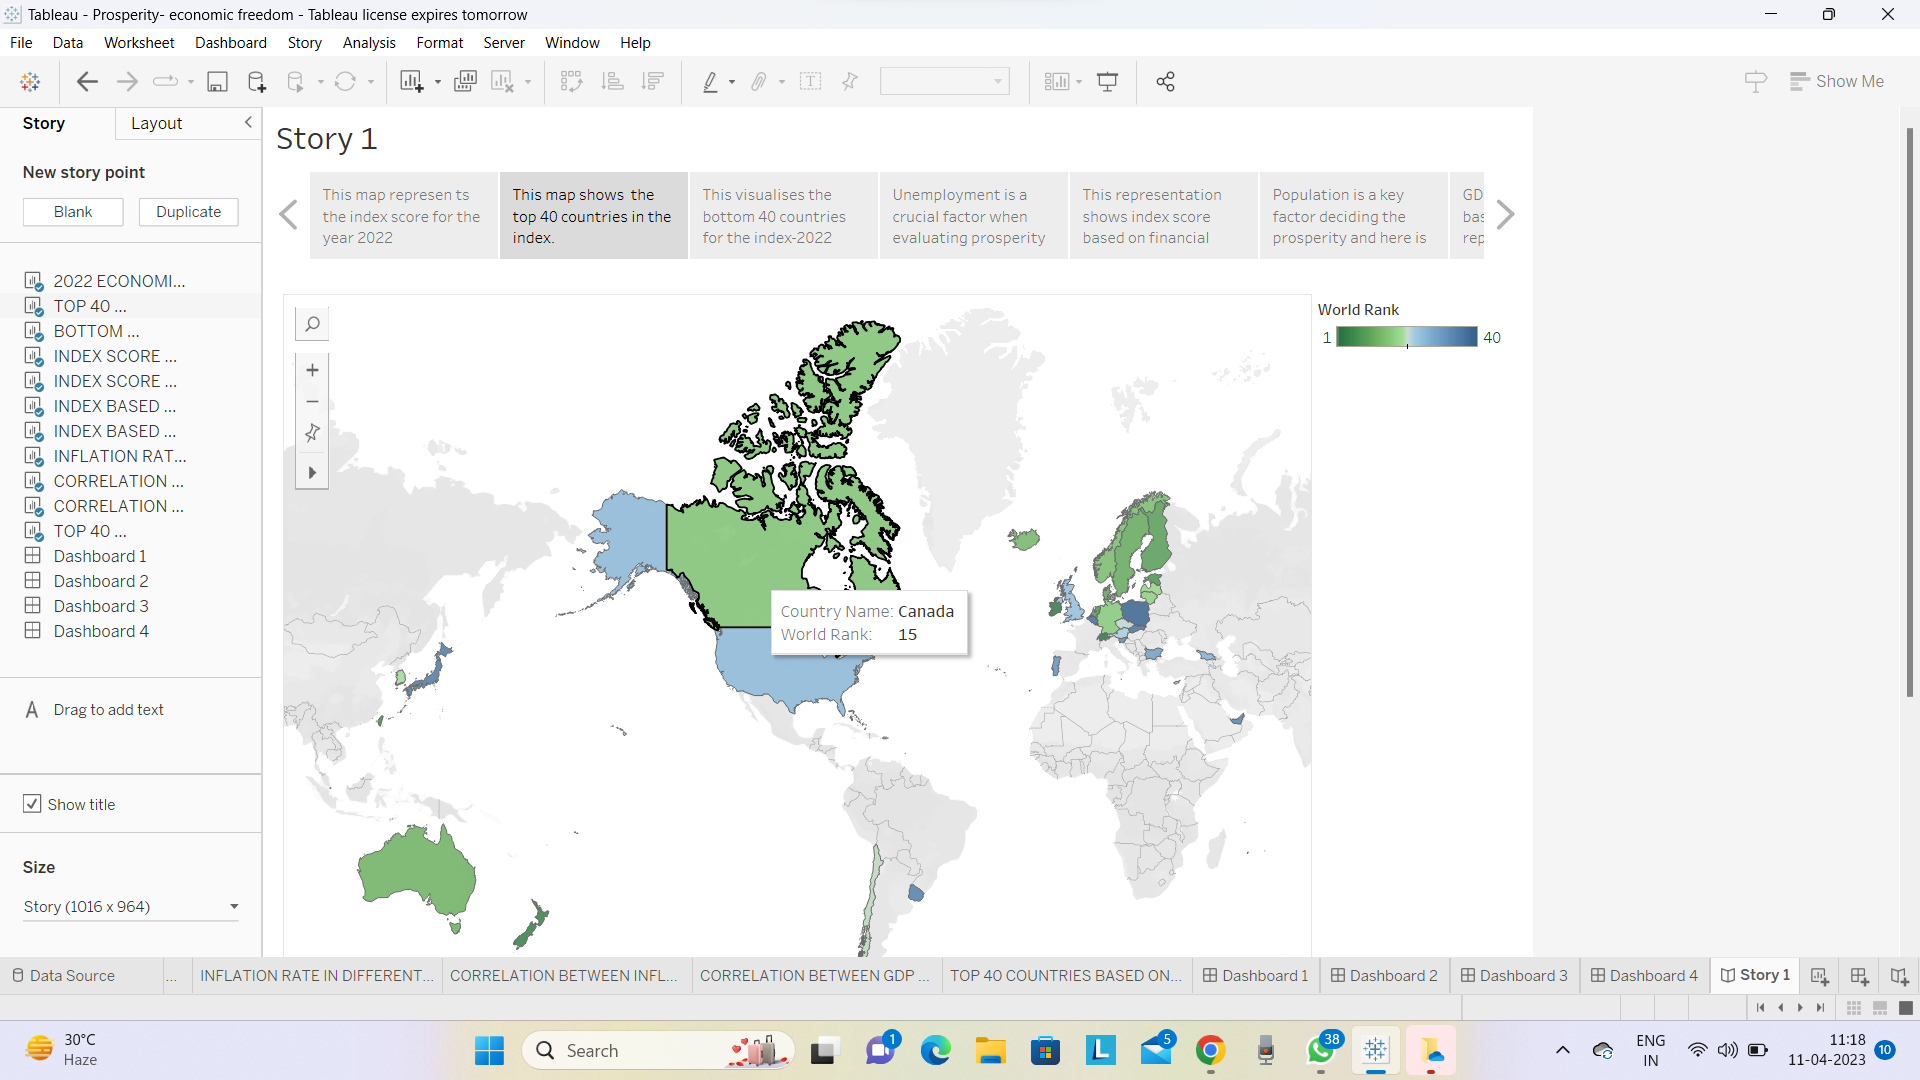 Tableau - Prosperity- economic freedom - Tableau license expires tomorrow
File Data Worksheet Dashboard Story Analysis Format Server Window Help
Show Me
Story Layout
New story point
Blank Duplicate
2022 ECONOMI...
TOP 40 ...
BOTTOM ...
INDEX SCORE ...
INDEX SCORE ...
INDEX BASED ...
INDEX BASED ...
INFLATION RAT...
CORRELATION ...
CORRELATION ...
TOP 40 ...
Dashboard 1
Dashboard 2
Dashboard 3
Dashboard 4
A Drag to add text
Show title
Size
Story (1016 x 964)
Story 1
This map represen ts
the index score for the
year 2022
This map shows the
top 40 countries in the
index.
This visualises the
bottom 40 countries
for the index-2022
Unemployment is a
crucial factor when
evaluating prosperity
This representation
shows index score
based on financial
Population is a key
factor deciding the
prosperity and here is
GD
bas
rep
World Rank
1 40
Country Name: Canada
World Rank: 15
Data Source ... INFLATION RATE IN DIFFERENT... CORRELATION BETWEEN INFL... CORRELATION BETWEEN GDP ... TOP 40 COUNTRIES BASED ON... Dashboard 1 Dashboard 2 Dashboard 3 Dashboard 4 Story 1
30°C
Haze
Search
1
5
38
ENG
IN
11:18
11-04-2023
10